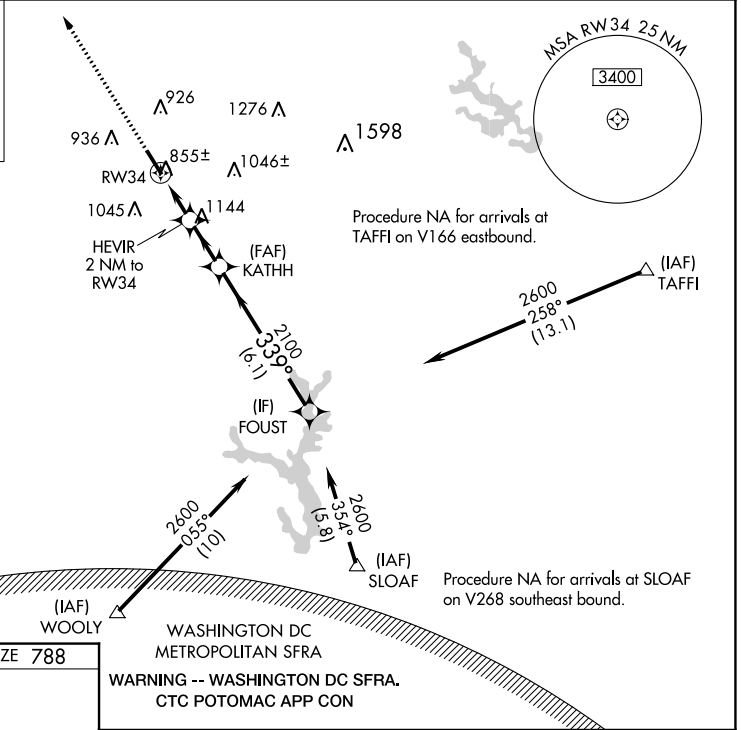 MSA RW34 25 NM
3400
926
1276
1598
936
855±
1046±
RW34
1045
1144
HEVIR
2 NM to
RW34
(FAF)
KATHH
Procedure NA for arrivals at
TAFFI on V166 eastbound.
(IAF)
TAFFI
2600
258°
(13.1)
2100
339°
(6.1)
(IF)
FOUST
2600
055°
(10)
2600
354°
(5.8)
(IAF)
SLOAF
Procedure NA for arrivals at SLOAF
on V268 southeast bound.
(IAF)
WOOLY
WASHINGTON DC
METROPOLITAN SFRA
ZE 788
WARNING -- WASHINGTON DC SFRA.
CTC POTOMAC APP CON